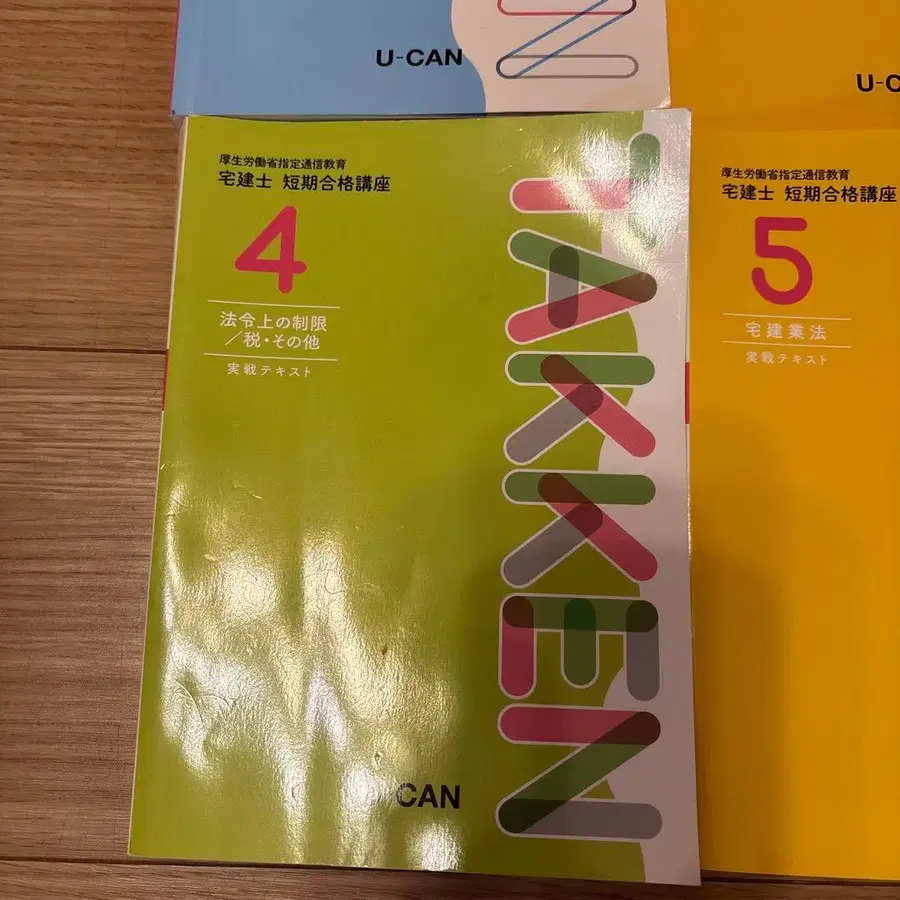 U-CAN
厚生労働省指定通信教育
宅建士 短期合格講座
4
法令上の制限
/税・その他
実戦テキスト
TAKKEN
CAN
U-C
厚生労働省指定通信教育
宅建士 短期合格講座
5
宅建業法
実戦テキスト